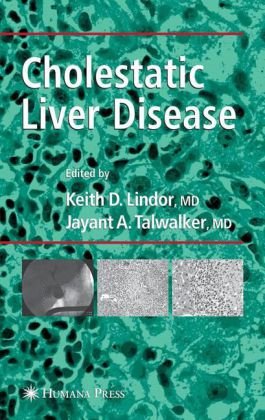 Cholestatic
Liver Disease
Edited by
Keith D. Lindor, MD
Jayant A. Talwalker, MD
HUMANA PRESS